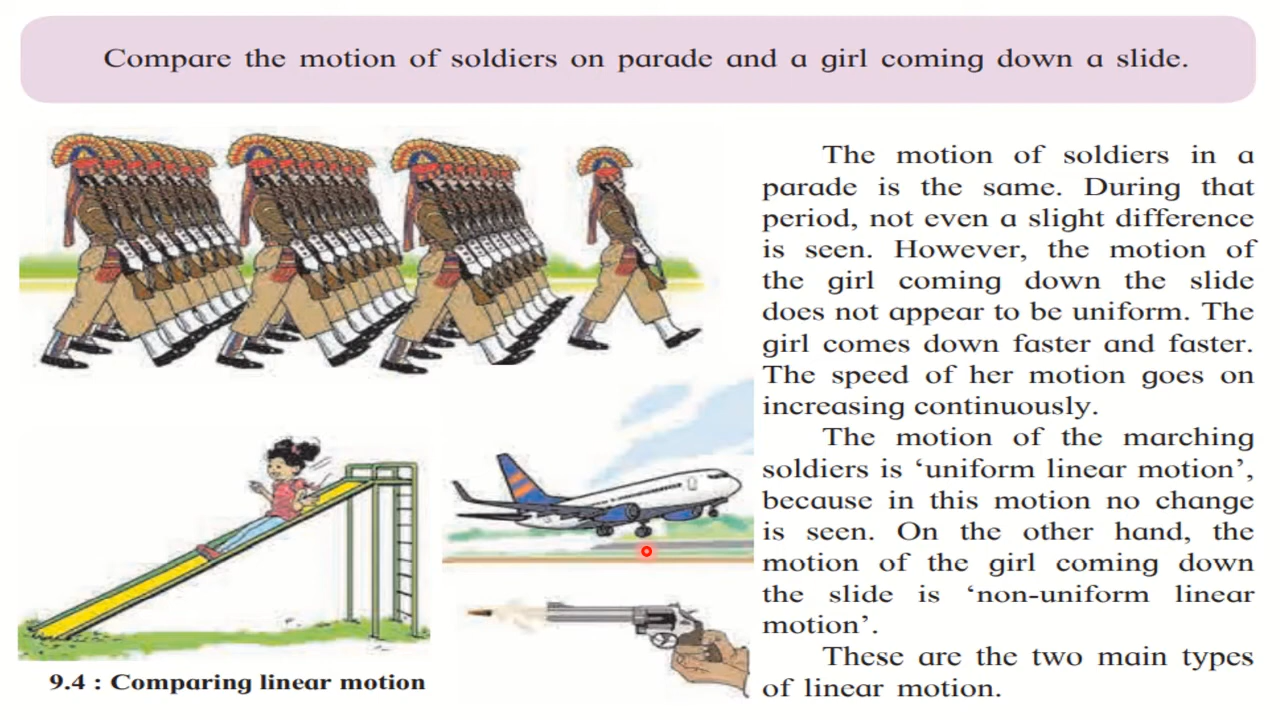 Compare the motion of soldiers on parade and a girl coming down a slide.
The motion of soldiers in a
parade is the same. During that
period, not even a slight difference
is seen. However, the motion of
the girl coming down the slide
does not appear to be uniform. The
girl comes down faster and faster.
The speed of her motion goes on
increasing continuously.
The motion of the marching
soldiers is ‘uniform linear motion’,
because in this motion no change
is seen. On the other hand, the
motion of the girl coming down
the slide is ‘non-uniform linear
motion’.
These are the two main types
of linear motion.
9.4 : Comparing linear motion